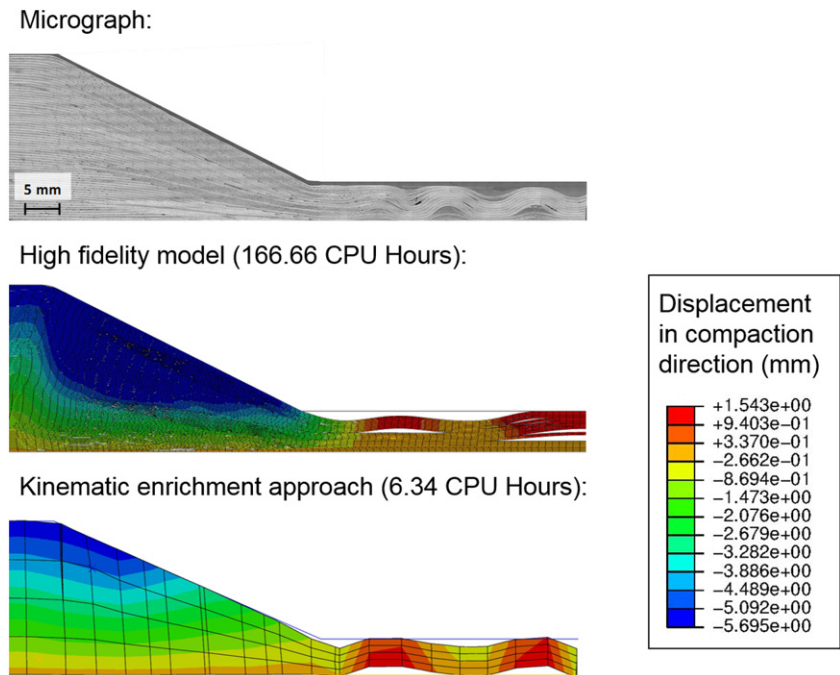 Micrograph:
5 mm
High fidelity model (166.66 CPU Hours):
Kinematic enrichment approach (6.34 CPU Hours):
Displacement
in compaction
direction (mm)
+1.543e+00
+9.403e-01
+3.370e-01
-2.662e-01
-8.694e-01
-1.473e+00
-2.076e+00
-2.679e+00
-3.282e+00
-3.886e+00
-4.489e+00
-5.092e+00
-5.695e+00